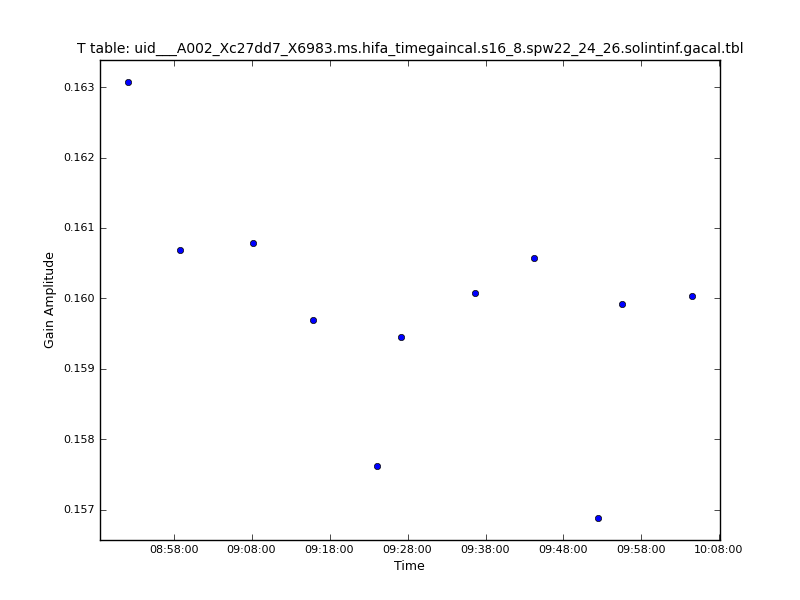 T table: uid___A002_Xc27dd7_X6983.ms.hifa_timegaincal.s16_8.spw22_24_26.solintinf.gacal.tbl
0.163
0.162
0.161
0.160
0.159
0.158
0.157
Gain Amplitude
08:58:00 09:08:00 09:18:00 09:28:00 09:38:00 09:48:00 09:58:00 10:08:00
Time